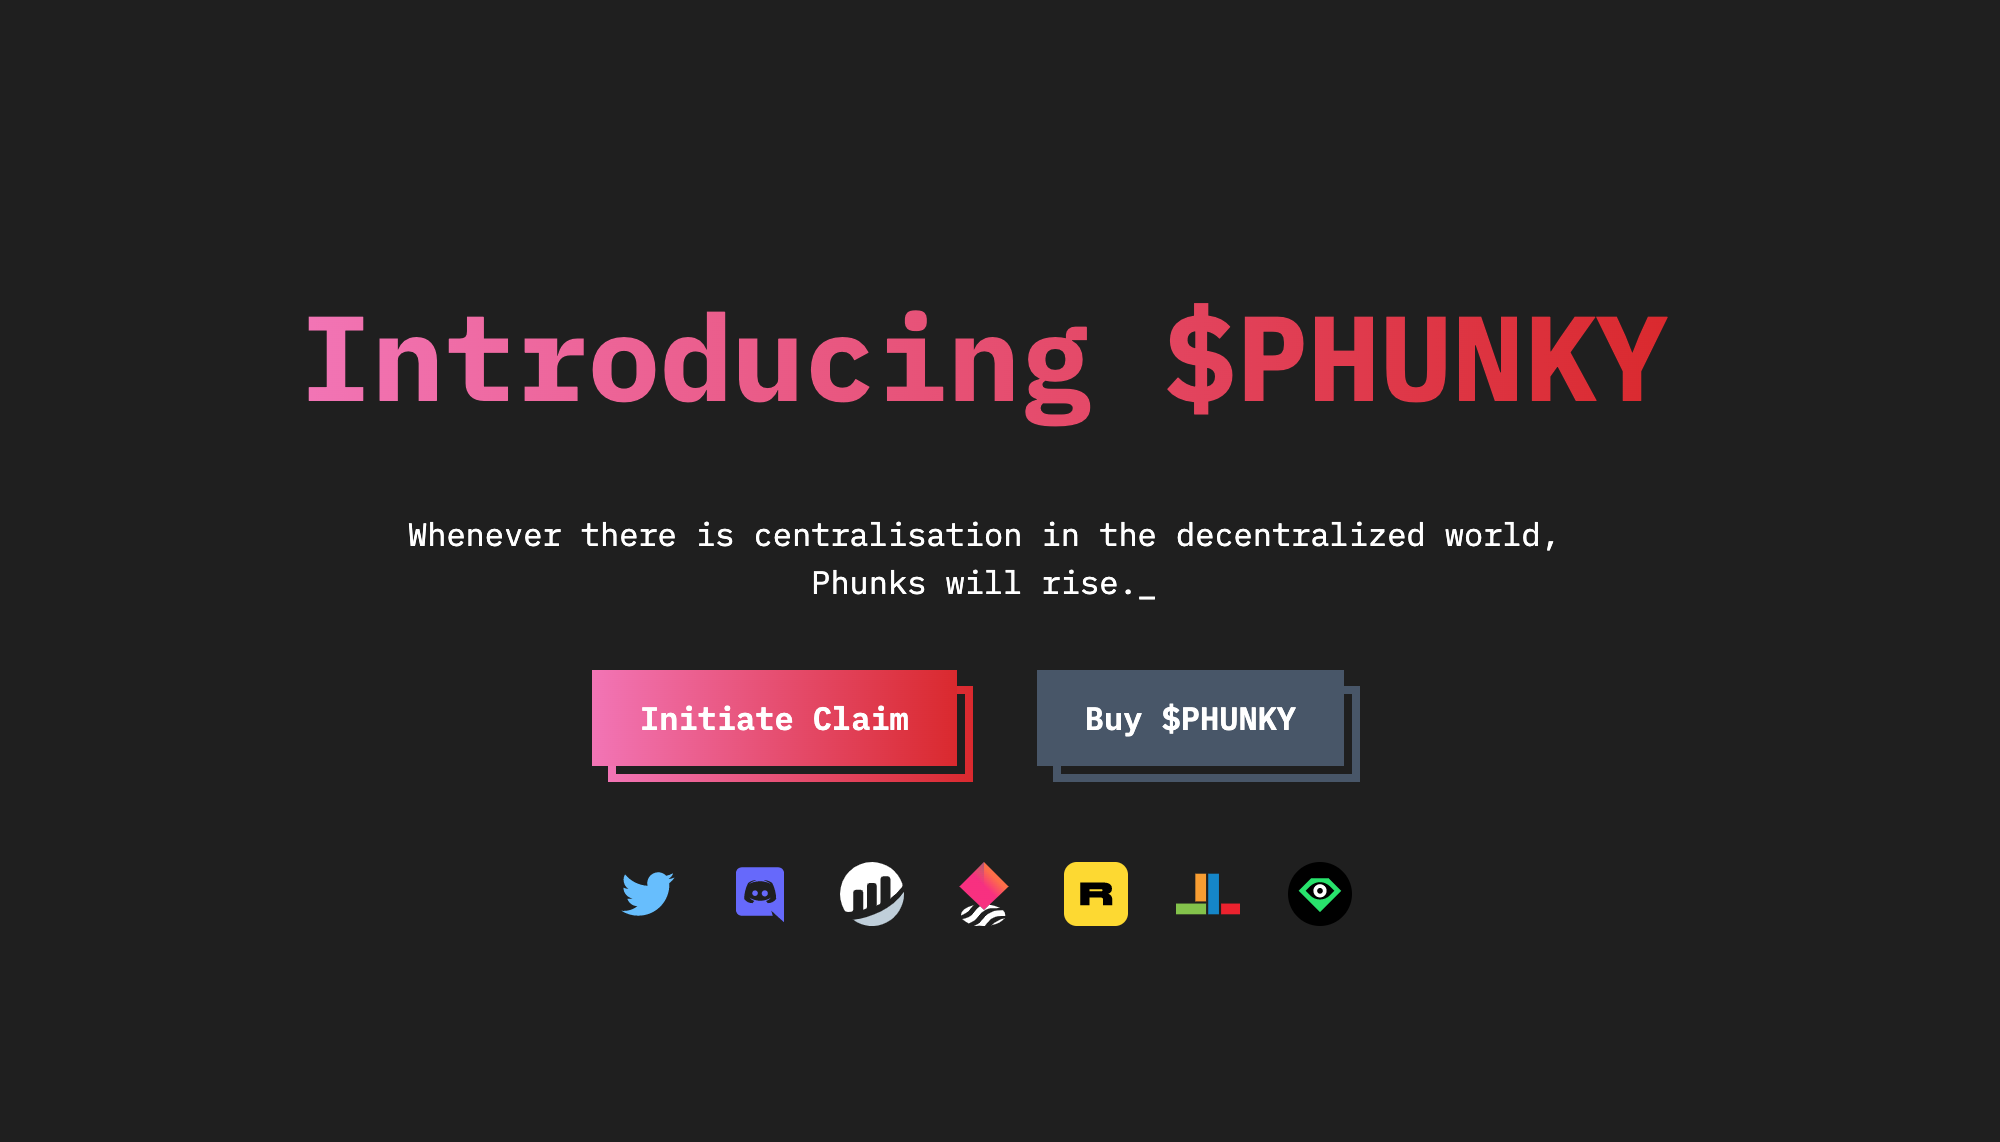 Introducing $PHUNKY
Whenever there is centralisation in the decentralized world,
Phunks will rise._
Initiate Claim
Buy $PHUNKY
R